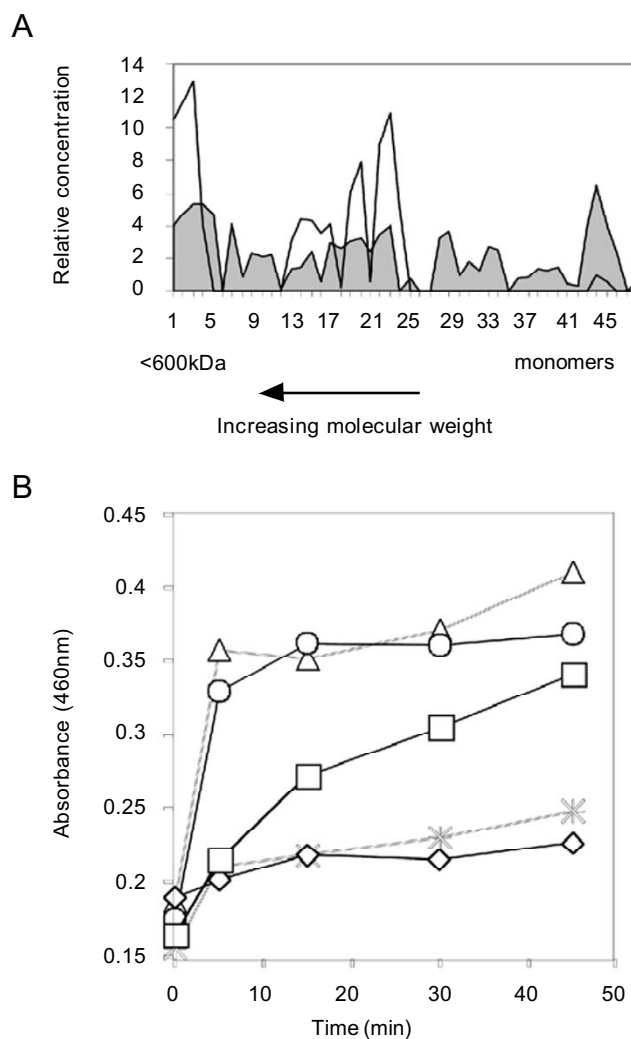 A
14
12
10
8
6
4
2
0
Relative concentration
1 5 9 13 17 21 25 29 33 37 41 45
<600kDa monomers
Increasing molecular weight
B
0.45
0.4
0.35
0.3
0.25
0.2
0.15
Absorbance (460nm)
0 10 20 30 40 50
Time (min)